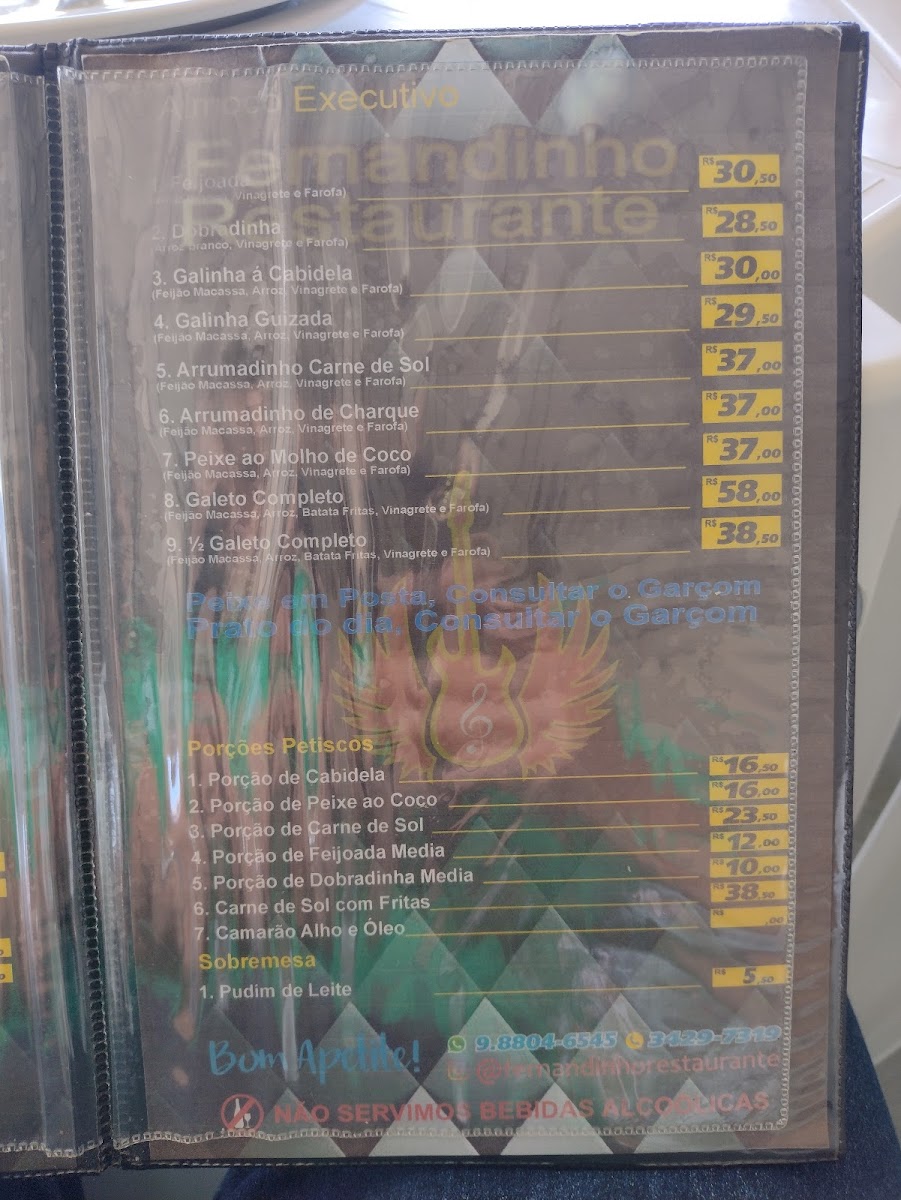 Almoço Executivo
Fernandinho
Restaurante
1. Feijoada
Vinagrete e Farofa)
R$ 30,50
2. Dobradinha
Arroz Branco, Vinagrete e Farofa)
R$ 28,50
3. Galinha á Cabidela
(Feijão Macassa, Arroz, Vinagrete e Farofa)
R$ 30,00
4. Galinha Guizada
(Feijão Macassa, Arroz, Vinagrete e Farofa)
R$ 29,50
5. Arrumadinho Carne de Sol
(Feijão Macassa, Arroz, Vinagrete e Farofa)
R$ 37,00
6. Arrumadinho de Charque
(Feijão Macassa, Arroz, Vinagrete e Farofa)
R$ 37,00
7. Peixe ao Molho de Coco
(Feijão Macassa, Arroz, Vinagrete e Farofa)
R$ 37,00
8. Galeto Completo
(Feijão Macassa, Arroz, Batata Fritas, Vinagrete e Farofa)
R$ 58,00
9. ½ Galeto Completo
(Feijão Macassa, Arroz, Batata Fritas, Vinagrete e Farofa)
R$ 38,50
Peixe em Posta, Consultar o Garçom
Prato do dia, Consultar o Garçom
Porções Petiscos
1. Porção de Cabidela R$ 16,50
2. Porção de Peixe ao Coco R$ 16,00
3. Porção de Carne de Sol R$ 23,50
4. Porção de Feijoada Media R$ 12,00
5. Porção de Dobradinha Media R$ 10,00
6. Carne de Sol com Fritas R$ 38,50
7. Camarão Alho e Óleo R$ ,00
Sobremesa
1. Pudim de Leite R$ 5,50
Bom Apetite!
9.8804-6545 3429-7319
@fernandinhorestaurante
NÃO SERVIMOS BEBIDAS ALCOÓLICAS